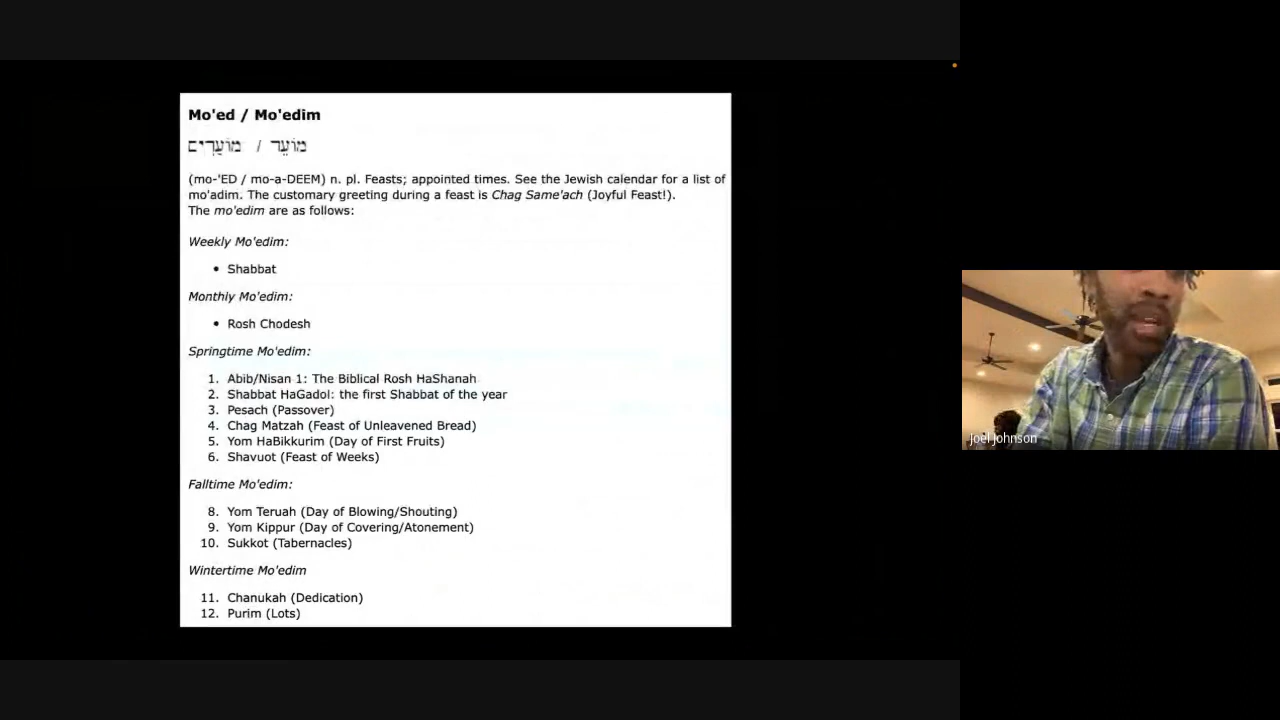 Mo'ed / Mo'edim
מוֹעֲדִים / מוֹעֵד
(mo-'ED / mo-a-DEEM) n. pl. Feasts; appointed times. See the Jewish calendar for a list of
mo'adim. The customary greeting during a feast is Chag Same'ach (Joyful Feast!).
The mo'edim are as follows:
Weekly Mo'edim:
• Shabbat
Monthly Mo'edim:
• Rosh Chodesh
Springtime Mo'edim:
1. Abib/Nisan 1: The Biblical Rosh HaShanah
2. Shabbat HaGadol: the first Shabbat of the year
3. Pesach (Passover)
4. Chag Matzah (Feast of Unleavened Bread)
5. Yom HaBikkurim (Day of First Fruits)
6. Shavuot (Feast of Weeks)
Falltime Mo'edim:
8. Yom Teruah (Day of Blowing/Shouting)
9. Yom Kippur (Day of Covering/Atonement)
10. Sukkot (Tabernacles)
Wintertime Mo'edim
11. Chanukah (Dedication)
12. Purim (Lots)
Joel Johnson